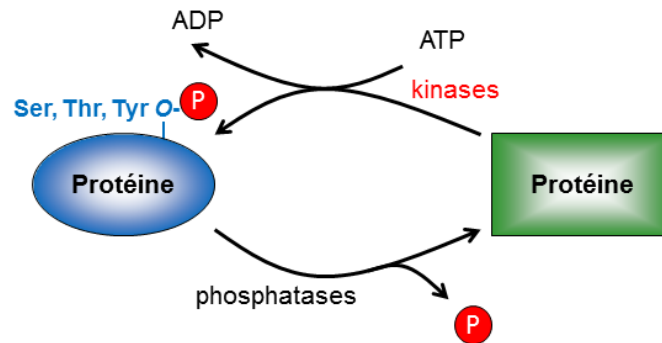 ADP
ATP
kinases
Ser, Thr, Tyr O- P
Protéine
Protéine
phosphatases
P